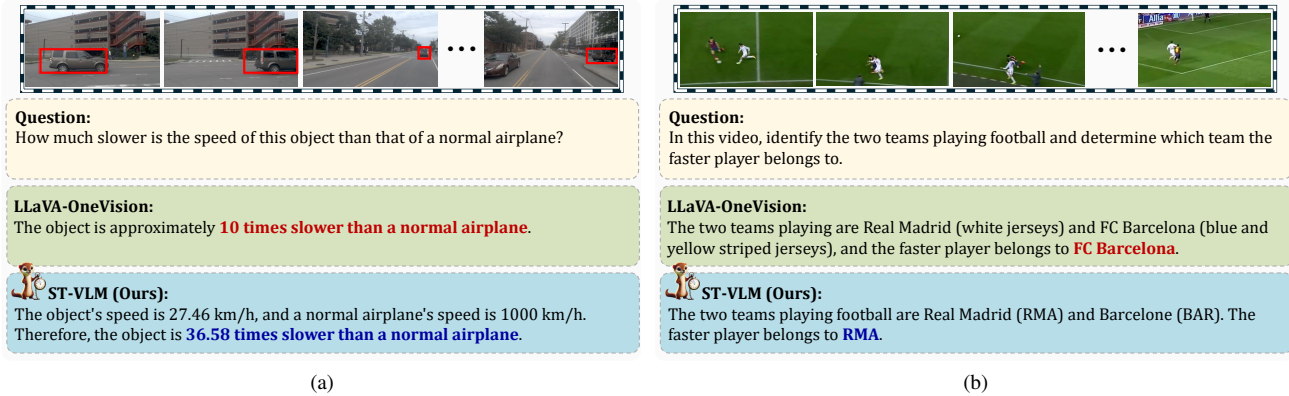 Question:
How much slower is the speed of this object than that of a normal airplane?
LLaVA-OneVision:
The object is approximately 10 times slower than a normal airplane.
ST-VLM (Ours):
The object's speed is 27.46 km/h, and a normal airplane's speed is 1000 km/h.
Therefore, the object is 36.58 times slower than a normal airplane.
(a)
Allia
Question:
In this video, identify the two teams playing football and determine which team the
faster player belongs to.
LLaVA-OneVision:
The two teams playing are Real Madrid (white jerseys) and FC Barcelona (blue and
yellow striped jerseys), and the faster player belongs to FC Barcelona.
ST-VLM (Ours):
The two teams playing football are Real Madrid (RMA) and Barcelone (BAR). The
faster player belongs to RMA.
(b)